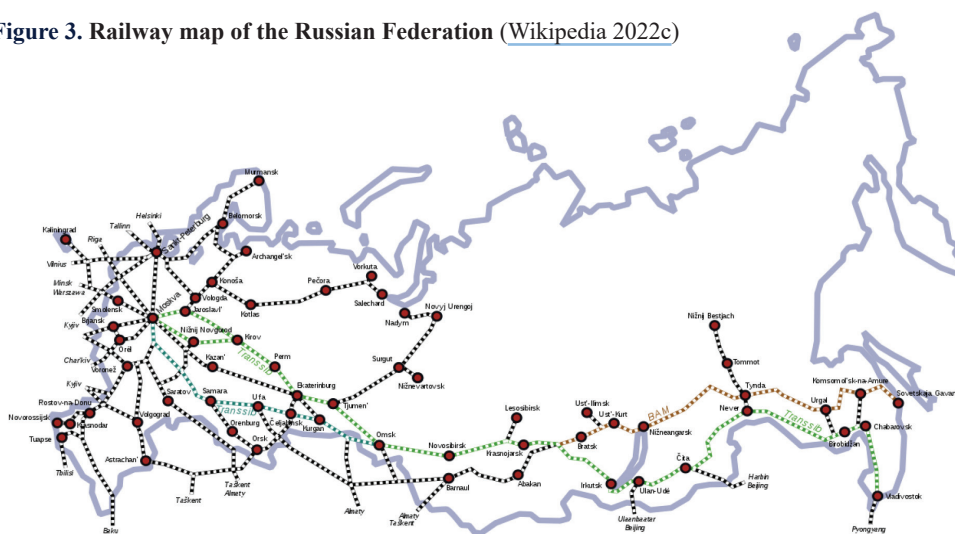 Figure 3. Railway map of the Russian Federation (Wikipedia 2022c)
Murmansk
Helsinki
Tallinn
Kaliningrad
Riga
Sankt-Peterburg
Belomorsk
Vilnius
Archangel'sk
Minsk
Warszawa
Konoša
Vorkuta
Pečora
Salechard
Smolensk
Moskva
Vologda
Jaroslavl'
Kotlas
Novyj Urengoj
Nadym
Brjansk
Kyjiv
Nižnij Novgorod
Kirov
Nižnij Bestjach
Orël
Transsib
Kazan'
Perm
Surgut
Tommot
Charkiv
Voronež
Nižnevartovsk
Kyjiv
Ekaterinburg
Tynda
Komsomol'sk-na-Amure
Rostov-na-Donu
Saratov
Samara
Ufa
Tjumen'
Ust'-Ilimsk
Lesosibirsk
Ust'-Kurt
BAM
Never
Urgal
Sovetskaja Gavan'
Novorossijsk
Krasnodar
Volgograd
Transsib
Čeljabinsk
Kurgan
Orenburg
Orsk
Omsk
Transsib
Chabarovsk
Tuapse
Novosibirsk
Krasnojarsk
Bratsk
Nižneangarsk
Birobidžan
Tbilisi
Astrachan'
Čita
Taškent
Almaty
Barnaul
Abakan
Irkutsk
Ulan-Udė
Harbin
Beijing
Taškent
Almaty
Almaty
Taškent
Vladivostok
Baku
Ulaanbaatar
Beijing
Pyongyang